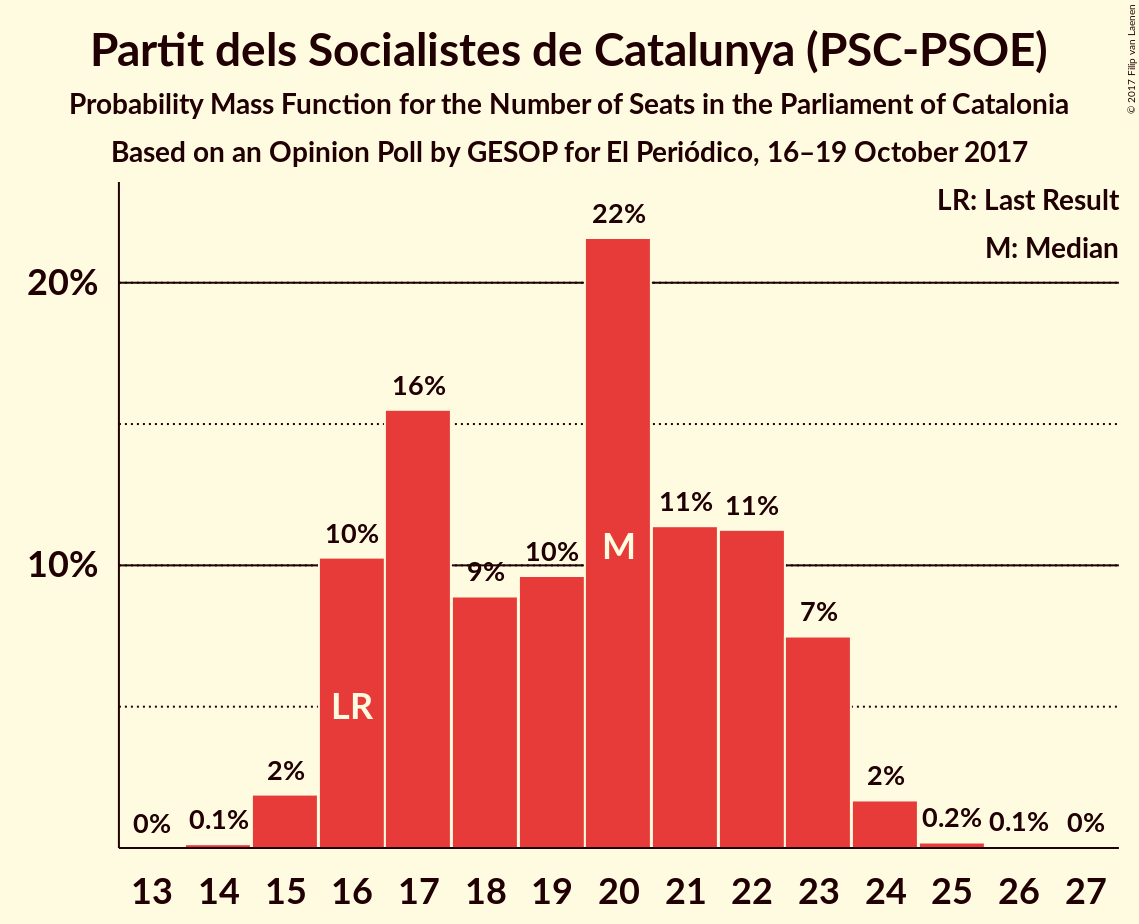 Partit dels Socialistes de Catalunya (PSC-PSOE)
Probability Mass Function for the Number of Seats in the Parliament of Catalonia
Based on an Opinion Poll by GESOP for El Periódico, 16–19 October 2017
© 2017 Filip van Laenen
LR: Last Result
M: Median
20%
10%
0%
0.1%
2%
10%
16%
9%
10%
22%
11%
11%
7%
2%
0.2%
0.1%
0%
LR
M
13 14 15 16 17 18 19 20 21 22 23 24 25 26 27